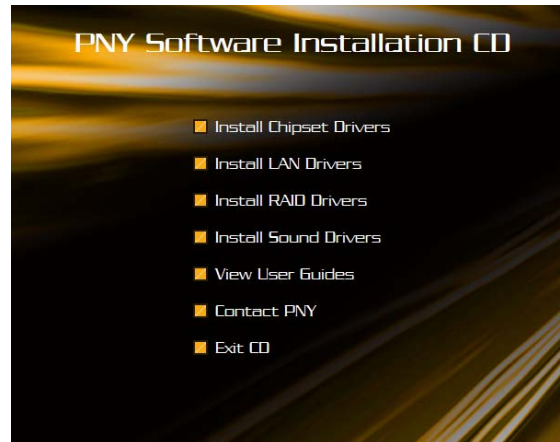 PNY Software Installation CD
Install Chipset Drivers
Install LAN Drivers
Install RAID Drivers
Install Sound Drivers
View User Guides
Contact PNY
Exit CD